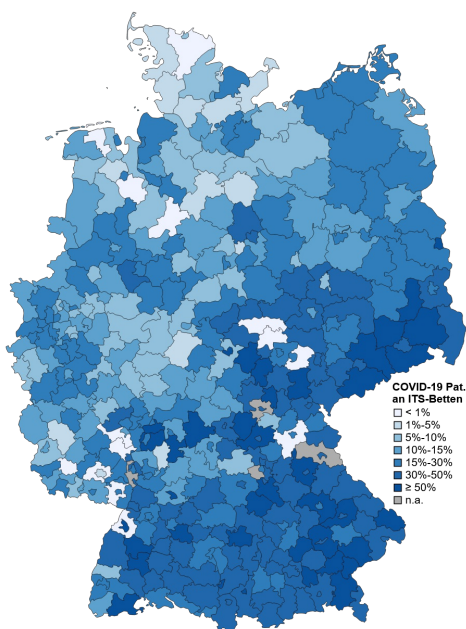 COVID-19 Pat.
an ITS-Betten
< 1%
1%-5%
5%-10%
10%-15%
15%-30%
30%-50%
≥ 50%
n.a.